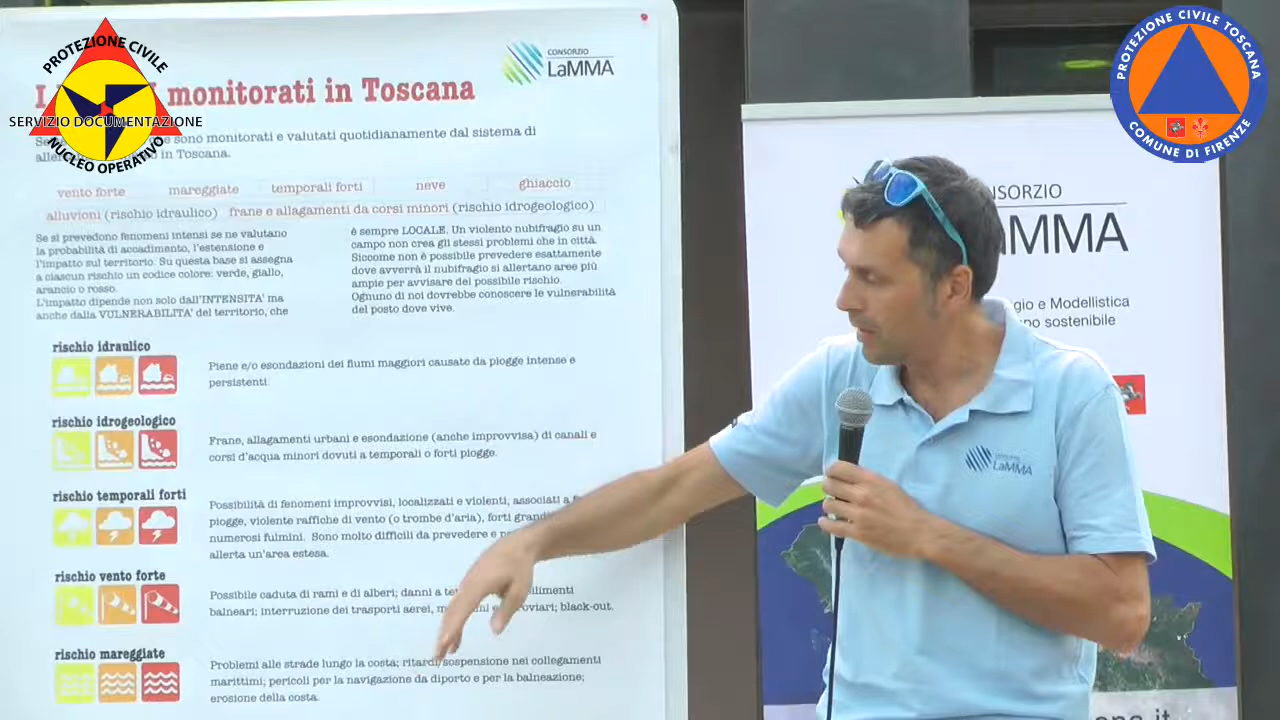 PROTEZIONE CIVILE
SERVIZIO DOCUMENTAZIONE
NUCLEO OPERATIVO
CONSORZIO
LaMMA
monitorati in Toscana
sono monitorati e valutati quotidianamente dal sistema di
in Toscana.
vento forte mareggiate temporali forti neve ghiaccio
alluvioni (rischio idraulico) frane e allagamenti da corsi minori (rischio idrogeologico)
Se si prevedono fenomeni intensi se ne valutano
la probabilità di accadimento, l'estensione e
l'impatto sul territorio. Su questa base si assegna
a ciascun rischio un codice colore: verde, giallo,
arancio o rosso.
L'impatto dipende non solo dall'INTENSITA' ma
anche dalla VULNERABILITA' del territorio, che
è sempre LOCALE. Un violento nubifragio su un
campo non crea gli stessi problemi che in città.
Siccome non è possibile prevedere esattamente
dove avverrà il nubifragio si allertano aree più
ampie per avvisare del possibile rischio.
Ognuno di noi dovrebbe conoscere le vulnerabilità
del posto dove vive.
rischio idraulico
Piene e/o esondazioni dei fiumi maggiori causate da piogge intense e
persistenti.
rischio idrogeologico
Frane, allagamenti urbani e esondazione (anche improvvisa) di canali e
corsi d'acqua minori dovuti a temporali o forti piogge.
rischio temporali forti
Possibilità di fenomeni improvvisi, localizzati e violenti, associati a
piogge, violente raffiche di vento (o trombe d'aria), forti
numerosi fulmini. Sono molto difficili da prevedere e
allerta un'area estesa.
rischio vento forte
Possibile caduta di rami e di alberi; danni a
balneari; interruzione dei trasporti aerei, black-out.
rischio mareggiate
Problemi alle strade lungo la costa; ritardi/sospensione nei collegamenti
marittimi; pericoli per la navigazione da diporto e per la balneazione;
erosione della costa.
PROTEZIONE CIVILE TOSCANA
COMUNE DI FIRENZE
NSORZIO
aMMA
gio e Modellistica
sostenibile
LaMMA